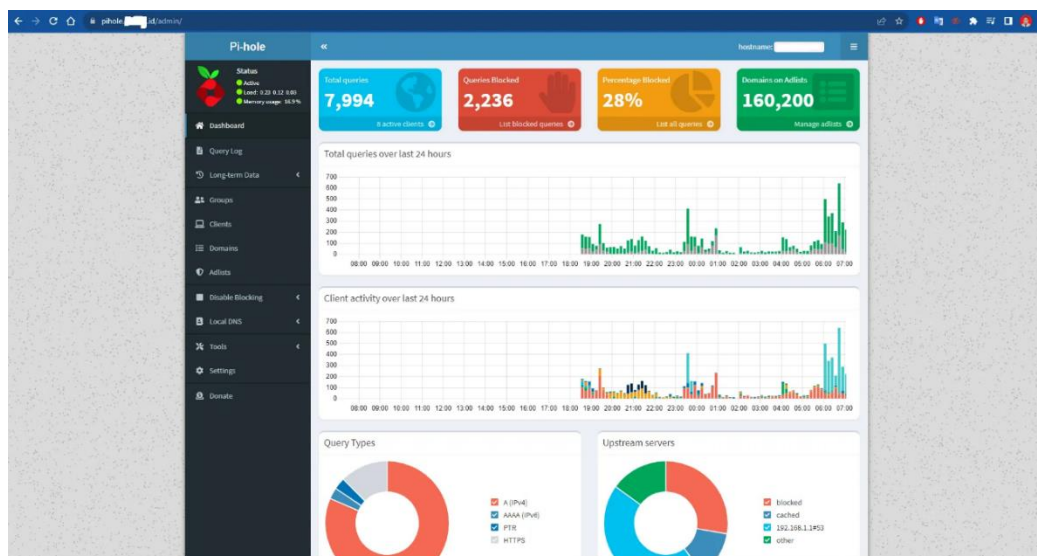 pihole. .id/admin/
Pi-hole
hostname:
Status
Active
Load: 0.23 0.12 0.03
Memory usage: 16.9 %
Dashboard
Query Log
Long-term Data
Groups
Clients
Domains
Adlists
Disable Blocking
Local DNS
Tools
Settings
Donate
Total queries
7,994
8 active clients
Queries Blocked
2,236
List blocked queries
Percentage Blocked
28%
List all queries
Domains on Adlists
160,200
Manage adlists
Total queries over last 24 hours
700
600
500
400
300
200
100
0
08:00 09:00 10:00 11:00 12:00 13:00 14:00 15:00 16:00 17:00 18:00 19:00 20:00 21:00 22:00 23:00 00:00 01:00 02:00 03:00 04:00 05:00 06:00 07:00
Client activity over last 24 hours
700
600
500
400
300
200
100
0
08:00 09:00 10:00 11:00 12:00 13:00 14:00 15:00 16:00 17:00 18:00 19:00 20:00 21:00 22:00 23:00 00:00 01:00 02:00 03:00 04:00 05:00 06:00 07:00
Query Types
A (IPv4)
AAAA (IPv6)
PTR
HTTPS
Upstream servers
blocked
cached
192.168.1.1#53
other